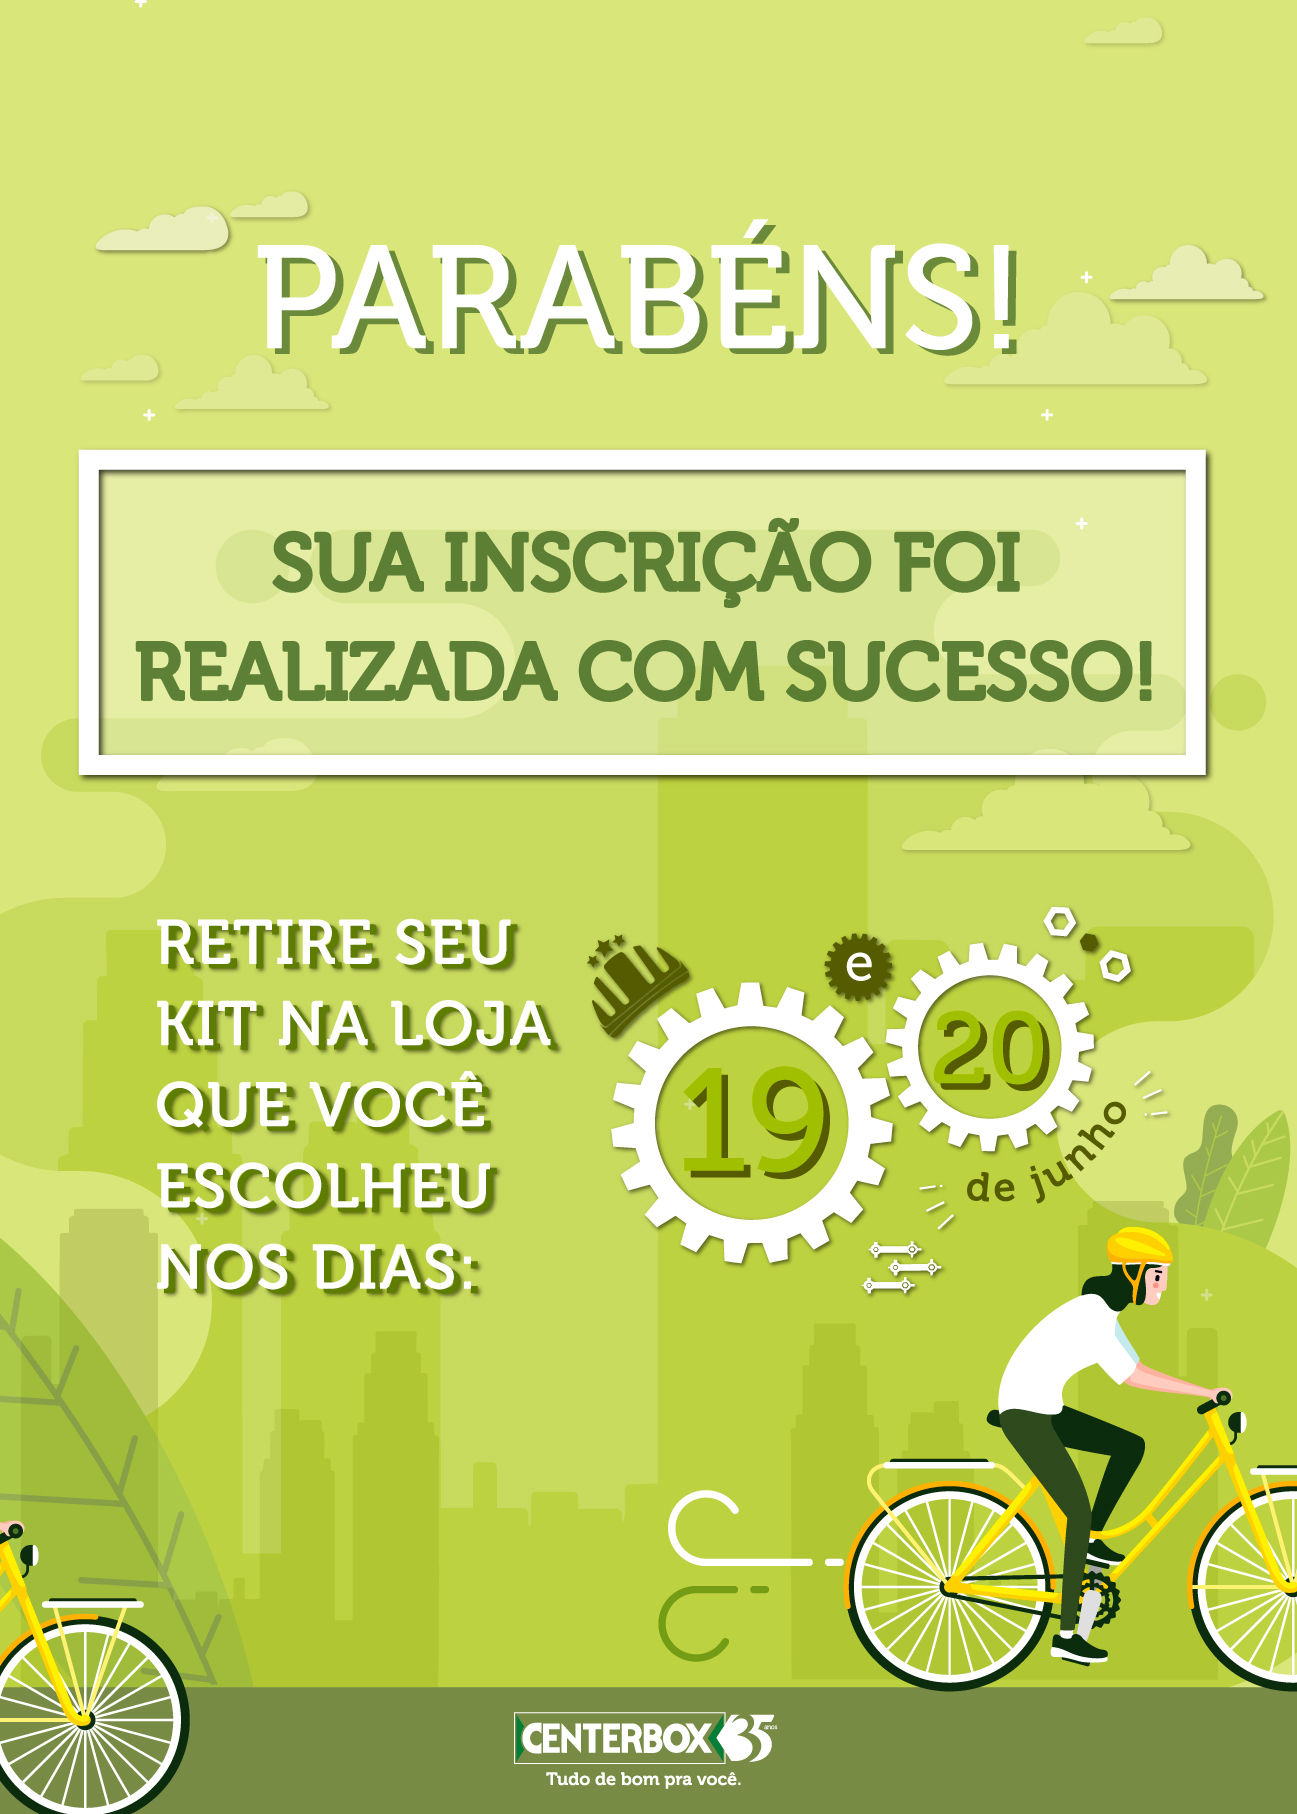 PARABÉNS!
SUA INSCRIÇÃO FOI
REALIZADA COM SUCESSO!
RETIRE SEU
KIT NA LOJA
QUE VOCÊ
ESCOLHEU
NOS DIAS:
19 e 20
de junho
CENTERBOX 35 anos
Tudo de bom pra você.